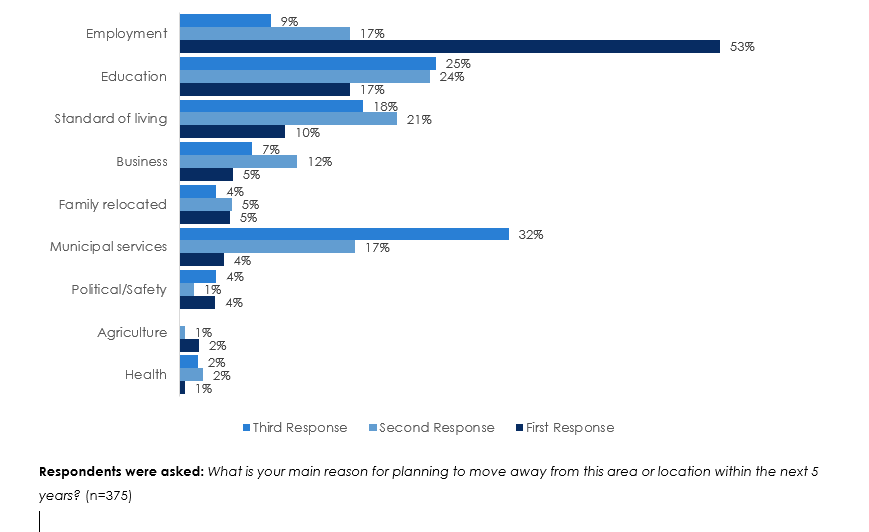 9%
Employment
17%
53%
25%
Education
24%
17%
18%
Standard of living
21%
10%
7%
Business
12%
5%
4%
Family relocated
5%
5%
32%
Municipal services
17%
4%
4%
Political/Safety
1%
4%
Agriculture
1%
2%
2%
Health
2%
1%
Third Response Second Response First Response
Respondents were asked: What is your main reason for planning to move away from this area or location within the next 5
years? (n=375)